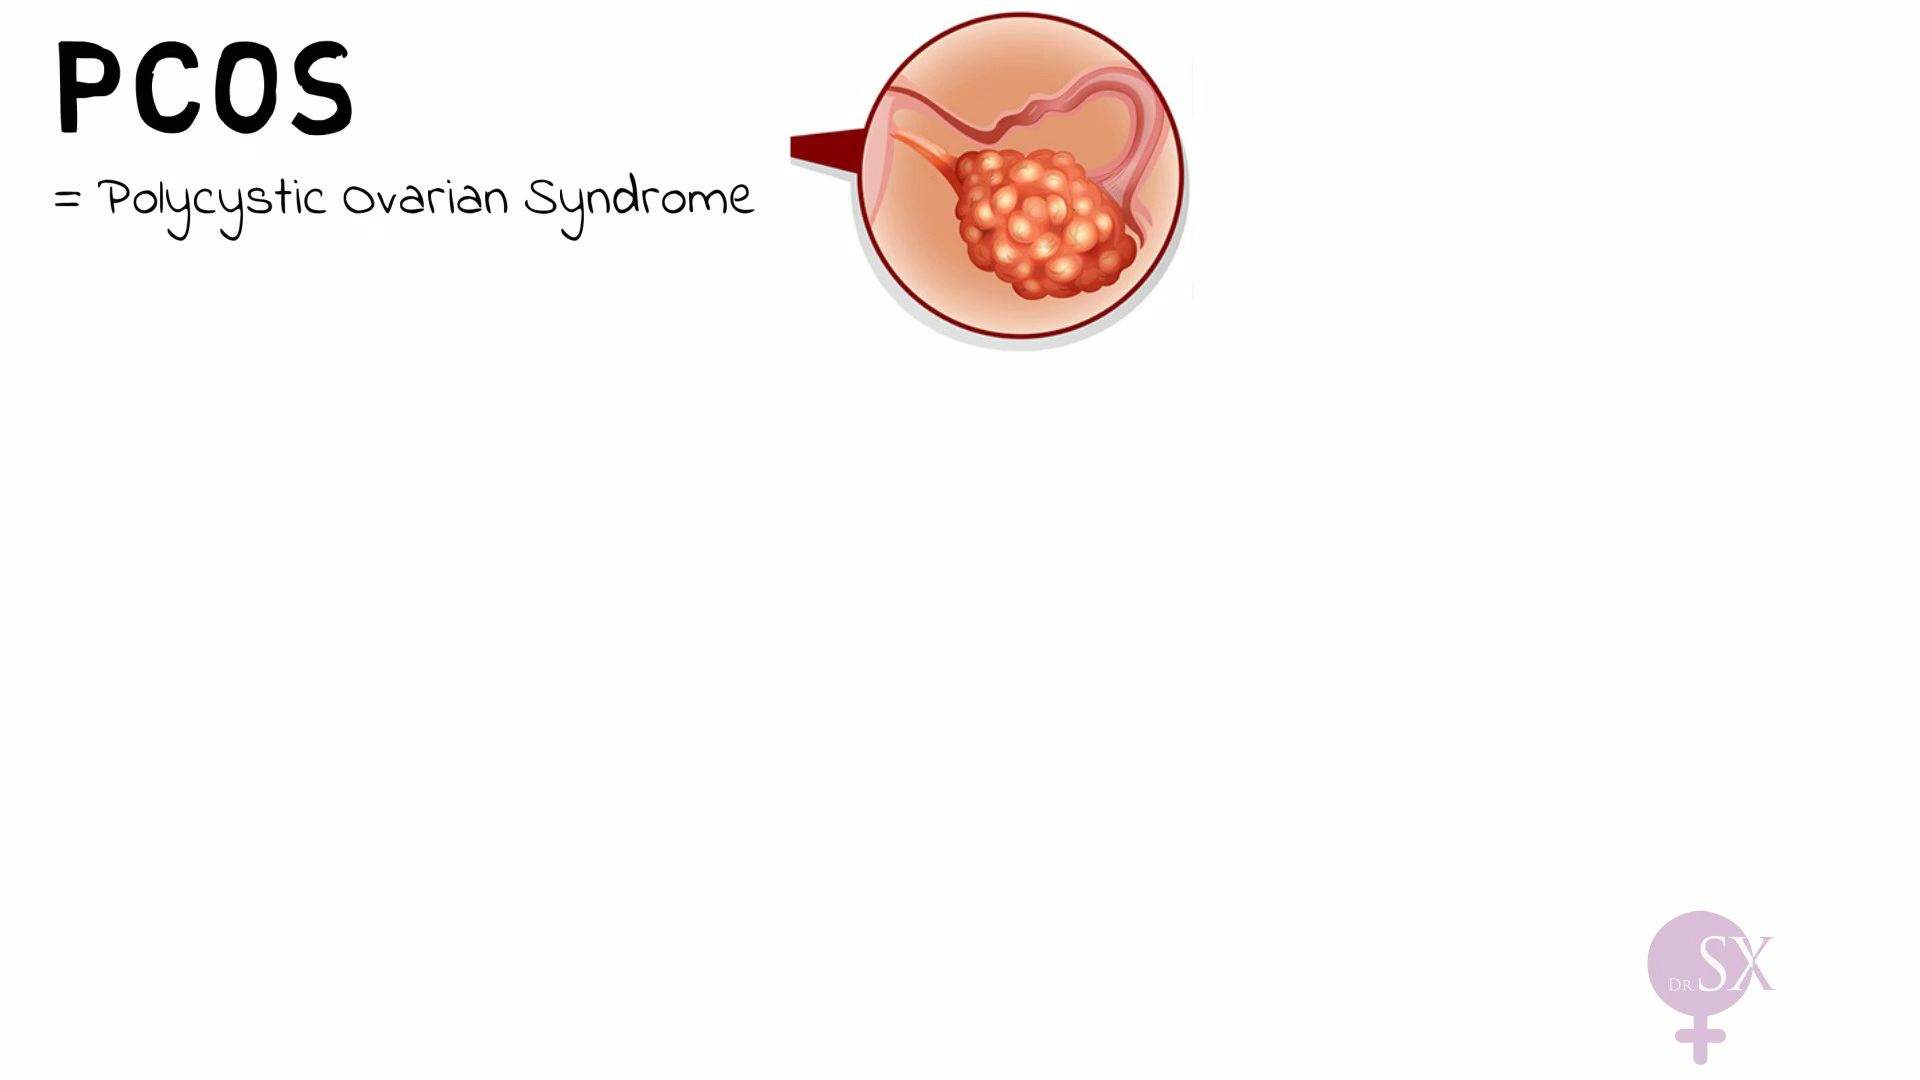 PCOS
= Polycystic Ovarian Syndrome
DR SX